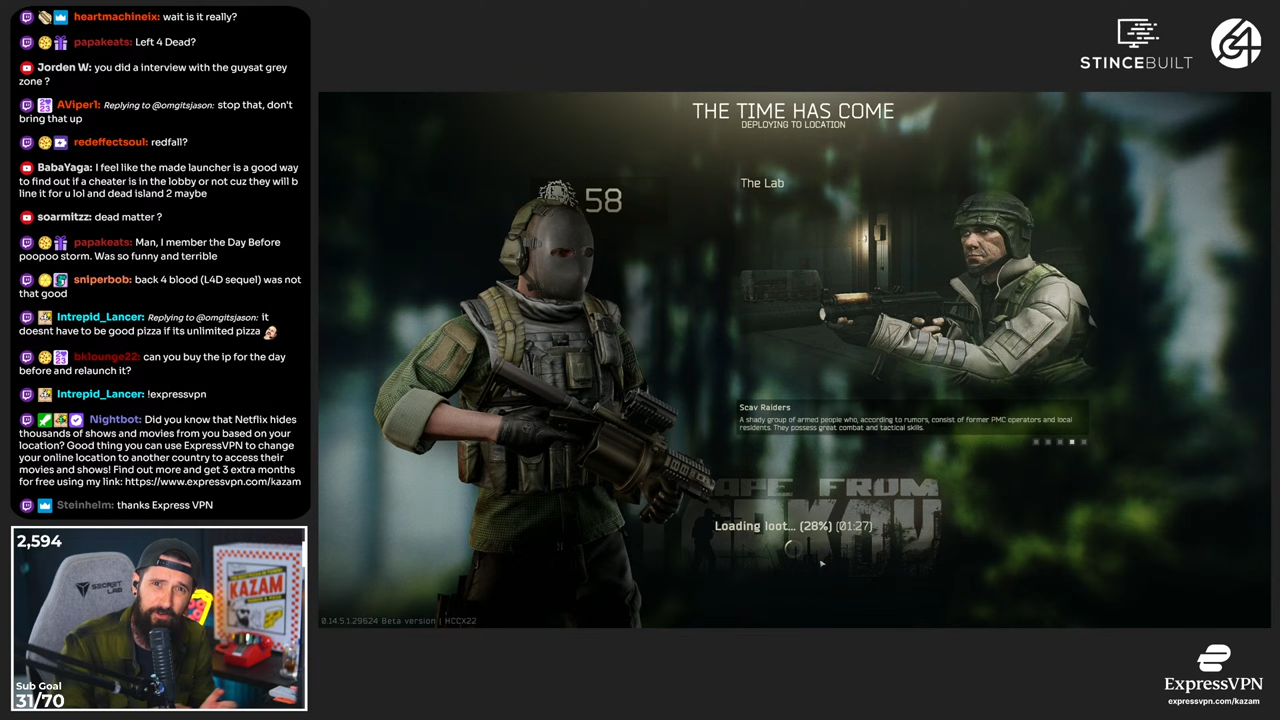 heartmachineix: wait is it really?
papakeats: Left 4 Dead?
Jorden W: you did a interview with the guysat grey
zone ?
AViper1: Replying to @omgitsjason: stop that, don't
bring that up
redeffectsoul: redfall?
BabaYaga: I feel like the made launcher is a good way
to find out if a cheater is in the lobby or not cuz they will b
line it for u lol and dead island 2 maybe
soarmitzz: dead matter ?
papakeats: Man, I member the Day Before
poopoo storm. Was so funny and terrible
sniperbob: back 4 blood (L4D sequel) was not
that good
Intrepid_Lancer: Replying to @omgitsjason: it
doesnt have to be good pizza if its unlimited pizza
bklounge22: can you buy the ip for the day
before and relaunch it?
Intrepid_Lancer: !expressvpn
Nightbot: Did you know that Netflix hides
thousands of shows and movies from you based on your
location? Good thing you can use ExpressVPN to change
your online location to another country to access their
movies and shows! Find out more and get 3 extra months
for free using my link: https://www.expressvpn.com/kazam
Steinhelm: thanks Express VPN
2,594
SECRET
LAB
KAZAM
Sub Goal
31/70
STINCEBUILT
G4
THE TIME HAS COME
DEPLOYING TO LOCATION
58
The Lab
Scav Raiders
A shady group of armed people who, according to rumors, consist of former PMC operators and local
residents. They possess great combat and tactical skills.
APE FROM
Loading loot... (28%) (01:27)
0.14.5.1.29624 Beta version | HCCX22
ExpressVPN
expressvpn.com/kazam